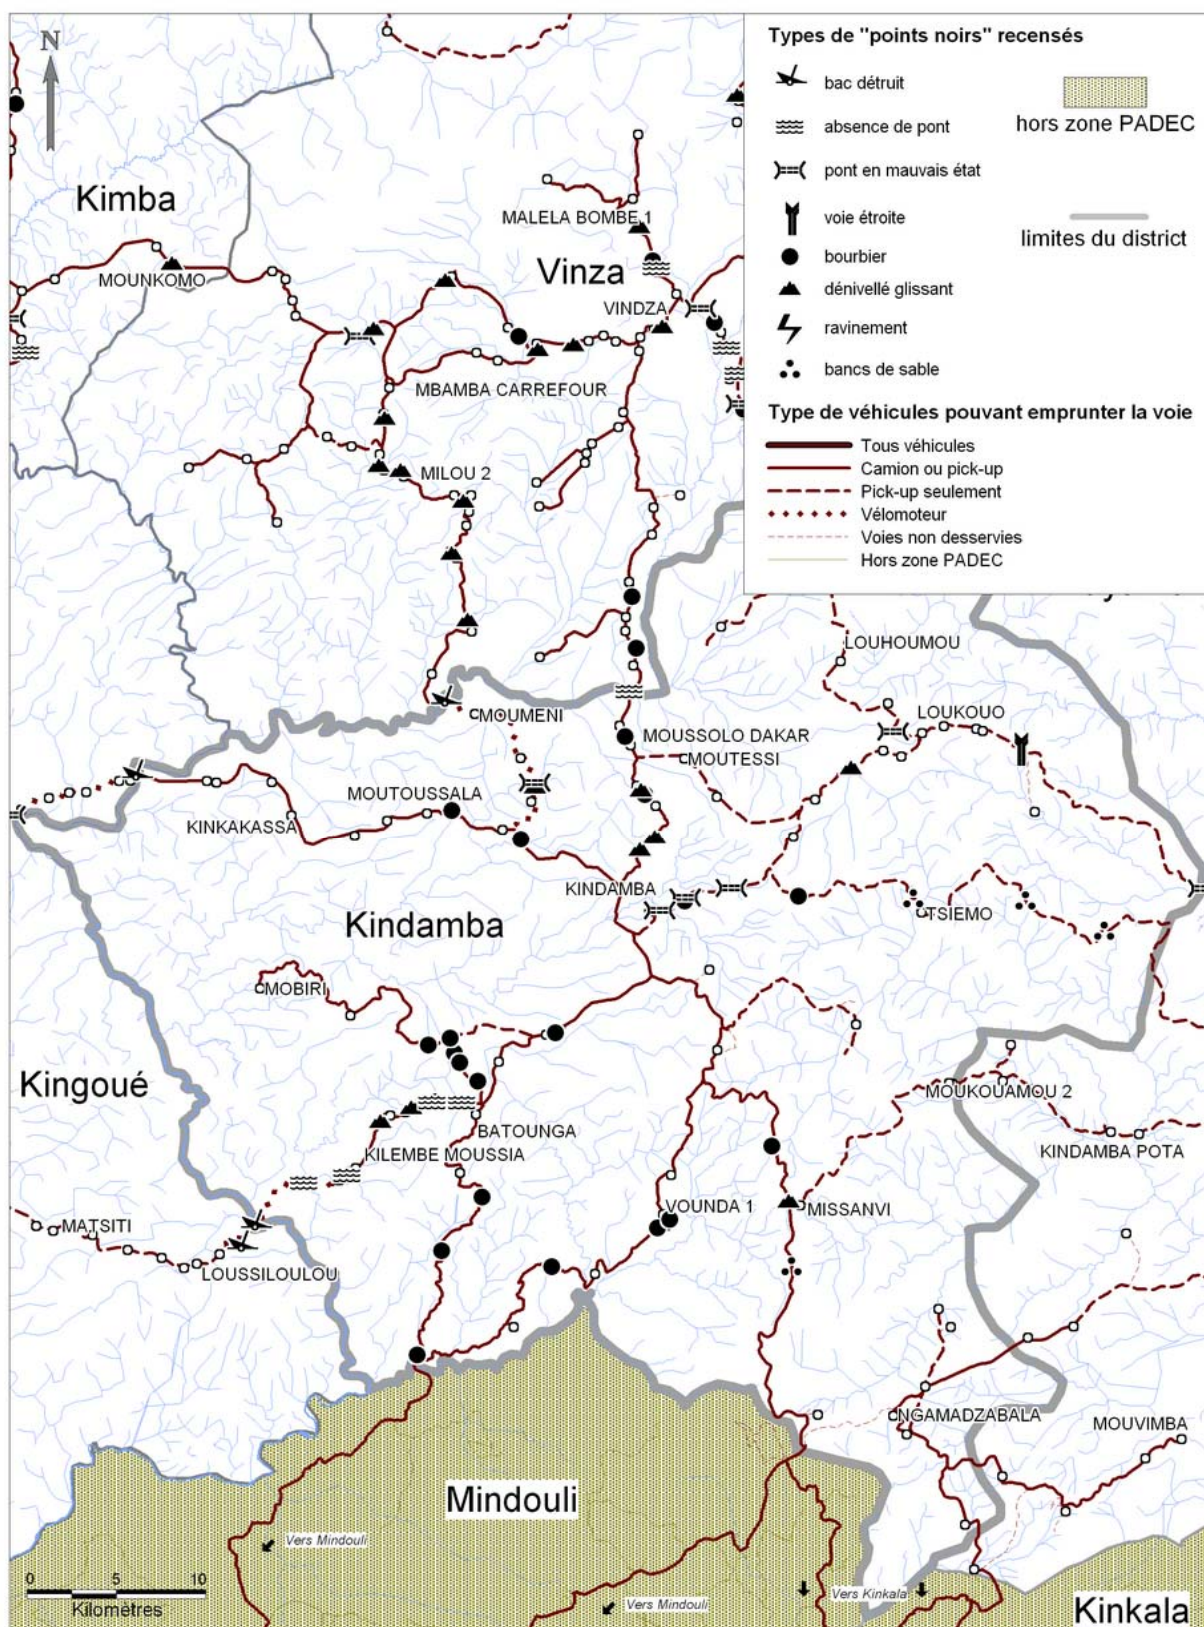 Types de "points noirs" recensés
bac détruit
absence de pont
pont en mauvais état
voie étroite
bourbier
dénivellé glissant
ravinement
bancs de sable
hors zone PADEC
limites du district
Type de véhicules pouvant emprunter la voie
Tous véhicules
Camion ou pick-up
Pick-up seulement
Vélomoteur
Voies non desservies
Hors zone PADEC
N
Kimba
MALELA BOMBE 1
Vinza
MOUNKOMO
VINDZA
MBAMBA CARREFOUR
MILOU 2
LOUHOUMOU
MOUMENI
LOUKOUO
MOUSSOLO DAKAR
MOUTESSI
MOUTOUSSALA
KINKAKASSA
KINDAMBA
TSIEMO
Kindamba
MOBIRI
Kingoué
MOUKOUAMOU 2
BATOUNGA
KINDAMBA POTA
KILEMBE MOUSSIA
VOUNDA 1
MISSANVI
MATSITI
LOUSSILOULOU
NGAMADZABALA
MOUVIMBA
Mindouli
Vers Mindouli
Vers Kinkala
Vers Mindouli
0 5 10
Kilomètres
Kinkala